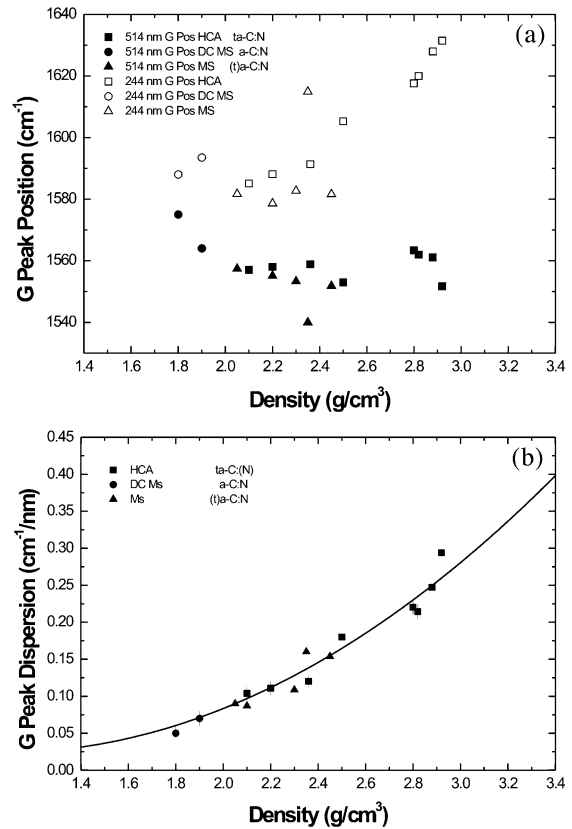 (a)
514 nm G Pos HCA ta-C:N
514 nm G Pos DC MS a-C:N
514 nm G Pos MS (t)a-C:N
244 nm G Pos HCA
244 nm G Pos DC MS
244 nm G Pos MS
1640
1620
1600
1580
1560
1540
G Peak Position (cm⁻¹)
1.4 1.6 1.8 2.0 2.2 2.4 2.6 2.8 3.0 3.2 3.4
Density (g/cm³)
(b)
HCA ta-C:(N)
DC Ms a-C:N
Ms (t)a-C:N
0.45
0.40
0.35
0.30
0.25
0.20
0.15
0.10
0.05
0.00
G Peak Dispersion (cm⁻¹/nm)
1.4 1.6 1.8 2.0 2.2 2.4 2.6 2.8 3.0 3.2 3.4
Density (g/cm³)